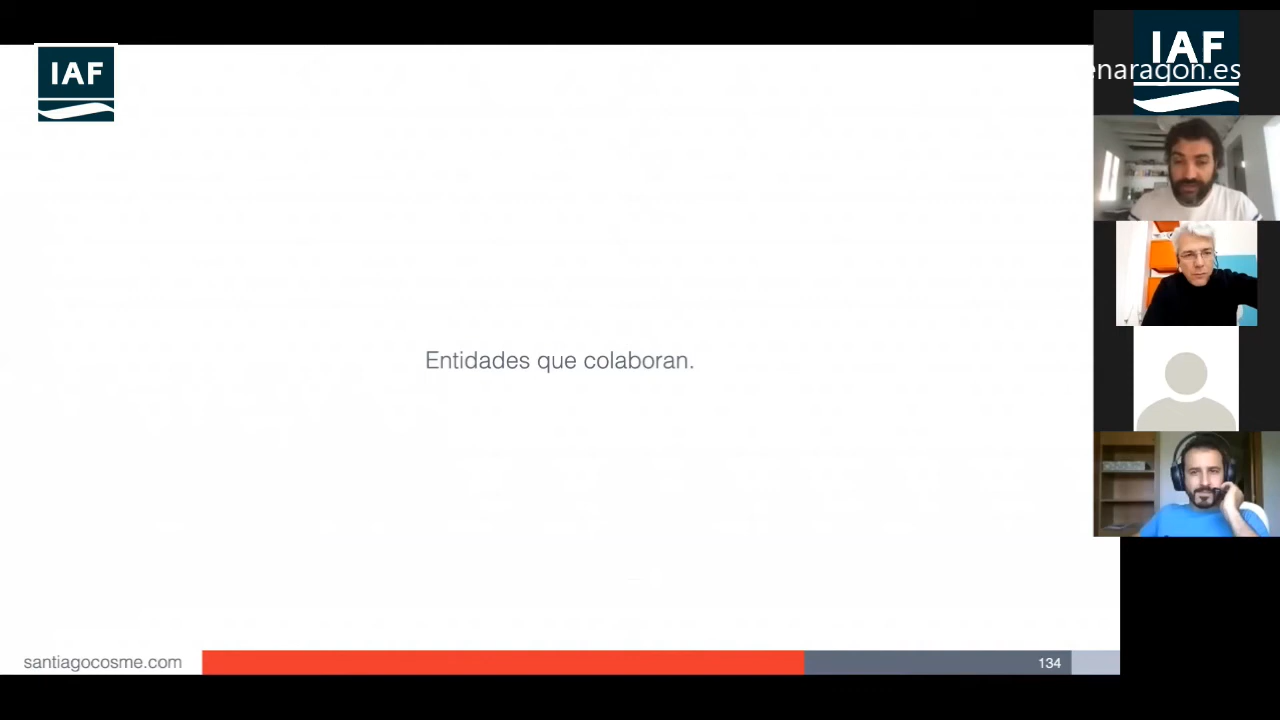 IAF
IAF
enaragon.es
Entidades que colaboran.
santiagocosme.com
134